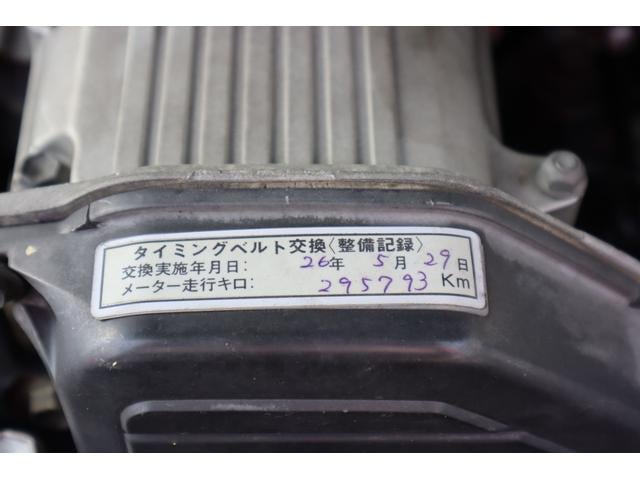 タイミングベルト交換〈整備記録〉
交換実施年月日: 26年 5月 29日
メーター走行キロ: 295793 Km